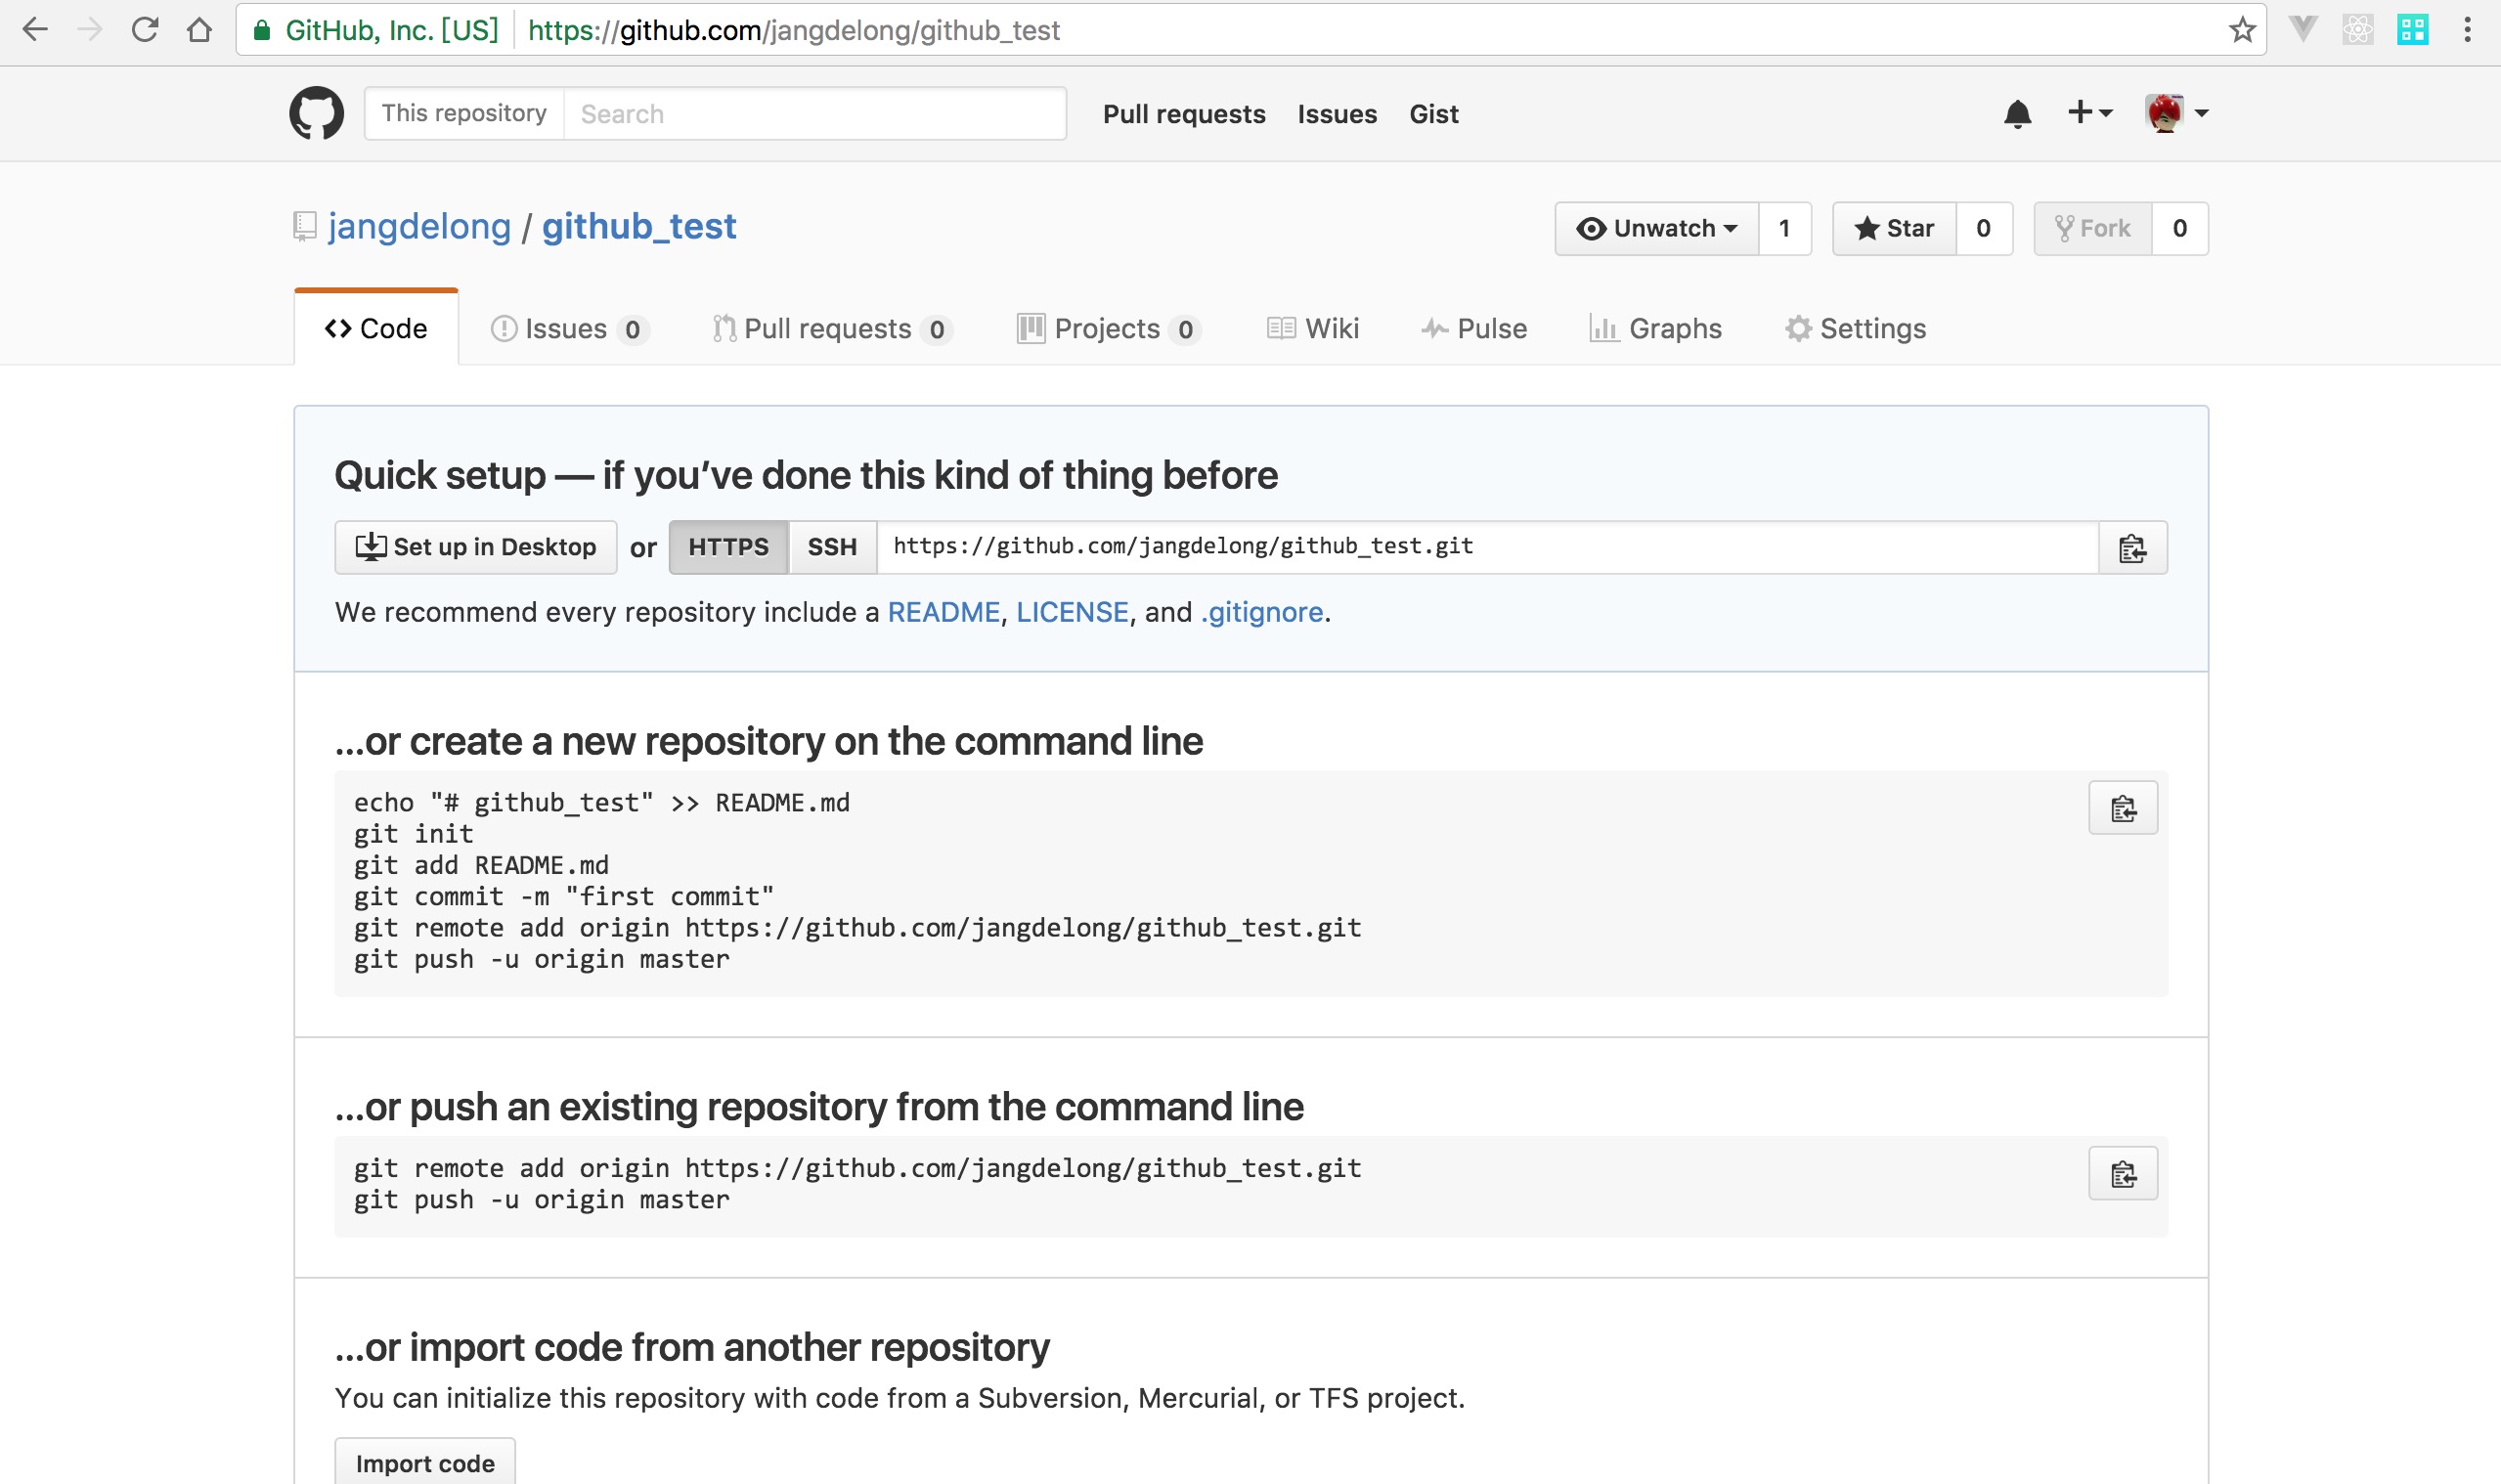 GitHub, Inc. [US] https://github.com/jangdelong/github_test
This repository Search Pull requests Issues Gist
jangdelong / github_test Unwatch 1 Star 0 Fork 0
Code Issues 0 Pull requests 0 Projects 0 Wiki Pulse Graphs Settings
Quick setup — if you've done this kind of thing before
Set up in Desktop or HTTPS SSH https://github.com/jangdelong/github_test.git
We recommend every repository include a README, LICENSE, and .gitignore.
…or create a new repository on the command line
echo "# github_test" >> README.md
git init
git add README.md
git commit -m "first commit"
git remote add origin https://github.com/jangdelong/github_test.git
git push -u origin master
…or push an existing repository from the command line
git remote add origin https://github.com/jangdelong/github_test.git
git push -u origin master
…or import code from another repository
You can initialize this repository with code from a Subversion, Mercurial, or TFS project.
Import code